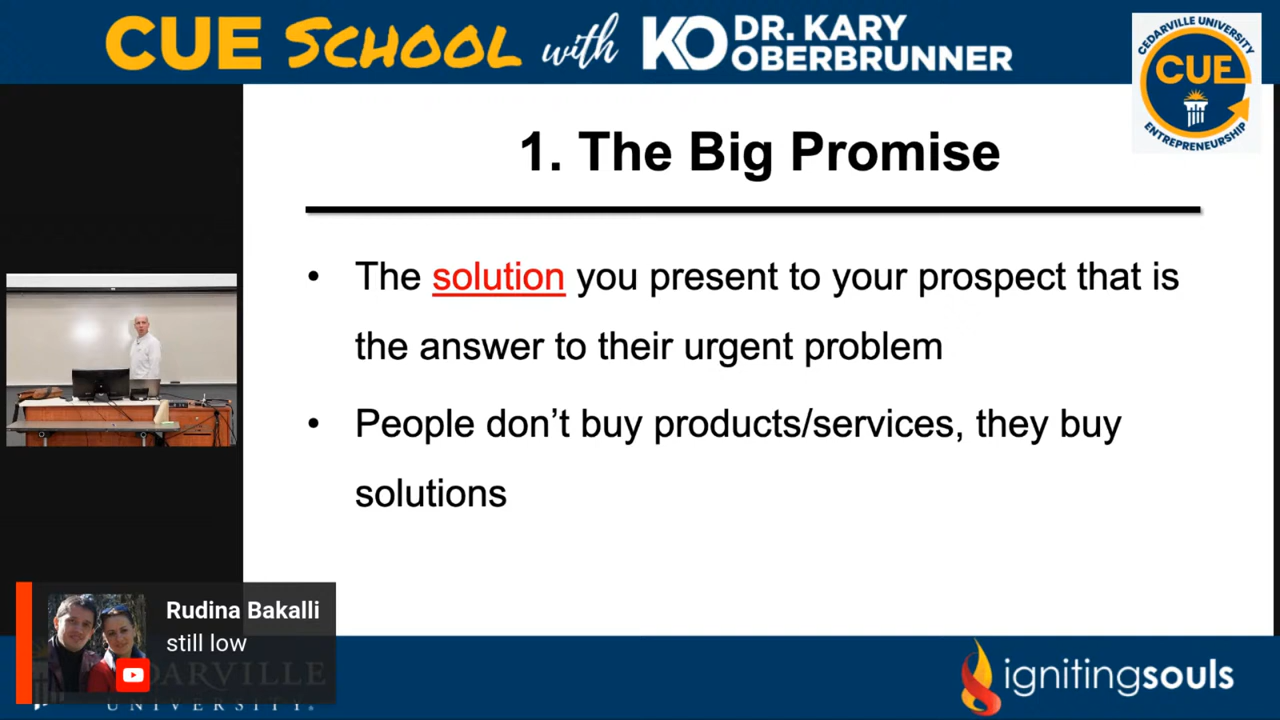 CUE SCHOOL with KO DR. KARY OBERBRUNNER
CEDARVILLE UNIVERSITY
CUE
ENTREPRENEURSHIP
1. The Big Promise
• The solution you present to your prospect that is
the answer to their urgent problem
• People don’t buy products/services, they buy
solutions
Rudina Bakalli
still low
DARVILLE
UNIVERSITY.
ignitingsouls